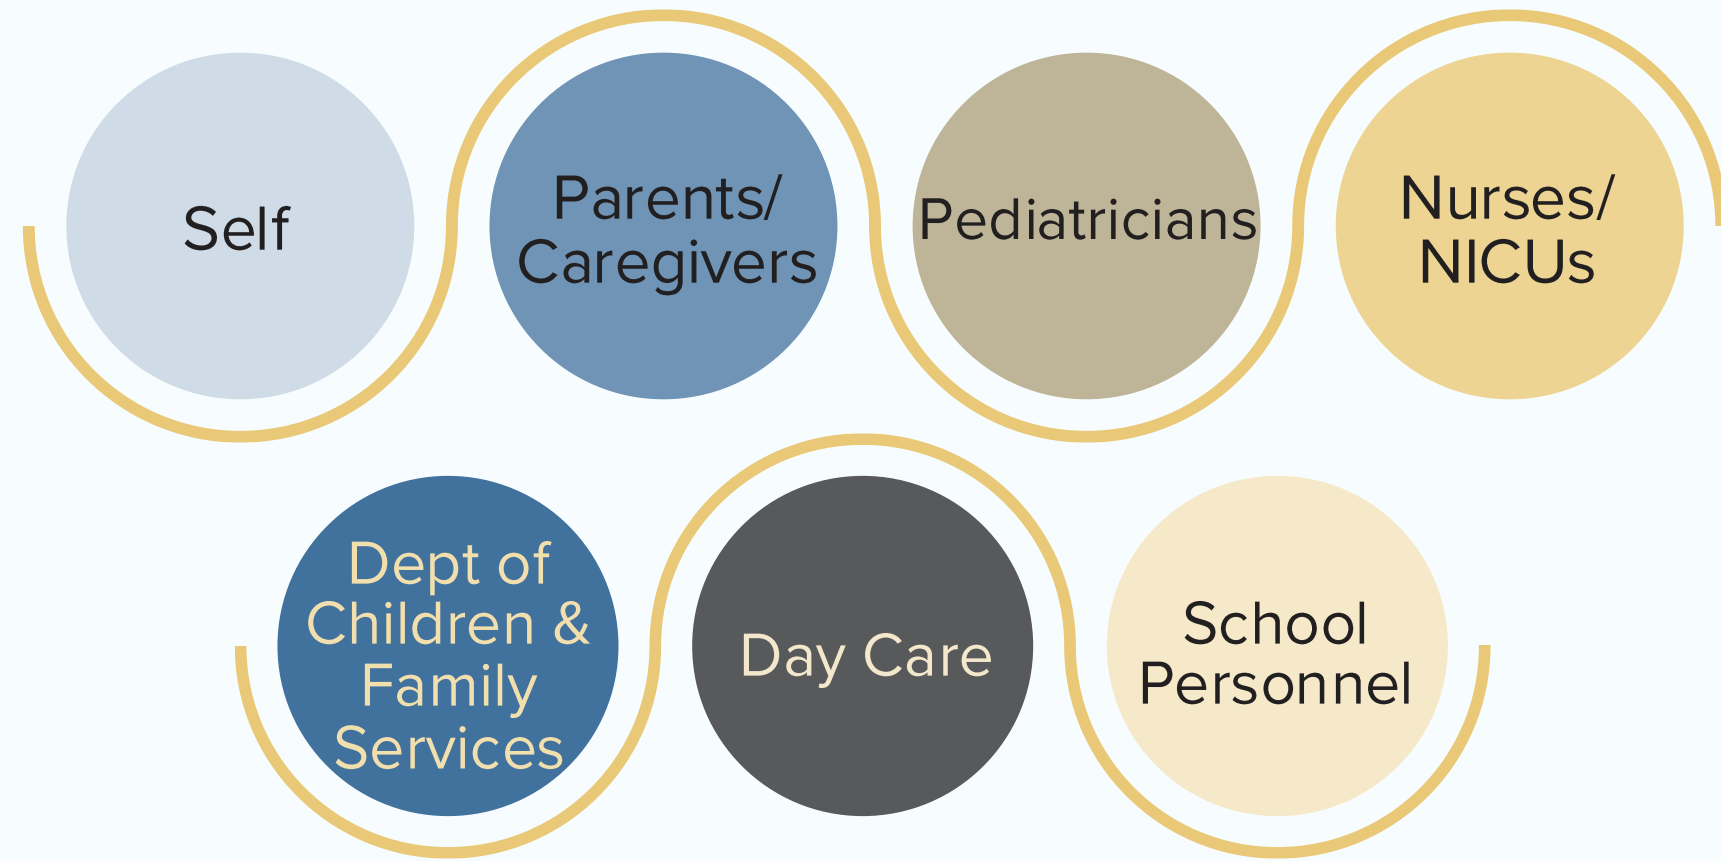 Self
Parents/
Caregivers
Pediatricians
Nurses/
NICUs
Dept of
Children &
Family
Services
Day Care
School
Personnel